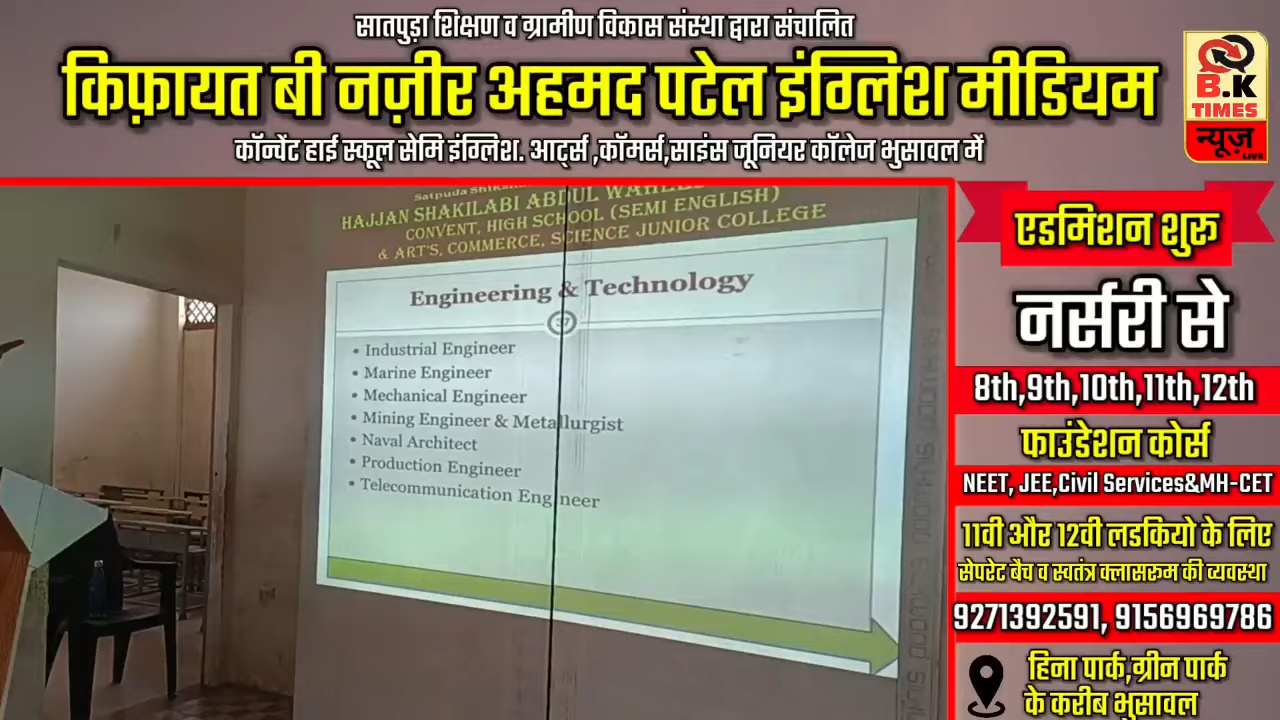 सातपुड़ा शिक्षण व ग्रामीण विकास संस्था द्वारा संचालित
किफ़ायत बी नज़ीर अहमद पटेल इंग्लिश मीडियम
कॉन्वेंट हाई स्कूल सेमि इंग्लिश. आर्ट्स ,कॉमर्स,साइंस जूनियर कॉलेज भुसावल में
B.K
TIMES
न्यूज़
LIVE
Satpuda
HAJJAN SHAKILABI ABDUL
CONVENT, HIGH SCHOOL (SEMI ENGLISH)
& ART'S, COMMERCE, SCIENCE JUNIOR COLLEGE
Engineering & Technology
37
• Industrial Engineer
• Marine Engineer
• Mechanical Engineer
• Mining Engineer & Metallurgist
• Naval Architect
• Production Engineer
• Telecommunication Engineer
एडमिशन शुरू
नर्सरी से
8th,9th,10th,11th,12th
फाउंडेशन कोर्स
NEET, JEE,Civil Services&MH-CET
11वी और 12वी लडकियो के लिए
सेपरेट बैच व स्वतंत्र क्लासरूम की व्यवस्था
9271392591, 9156969786
हिना पार्क,ग्रीन पार्क
के करीब भुसावल